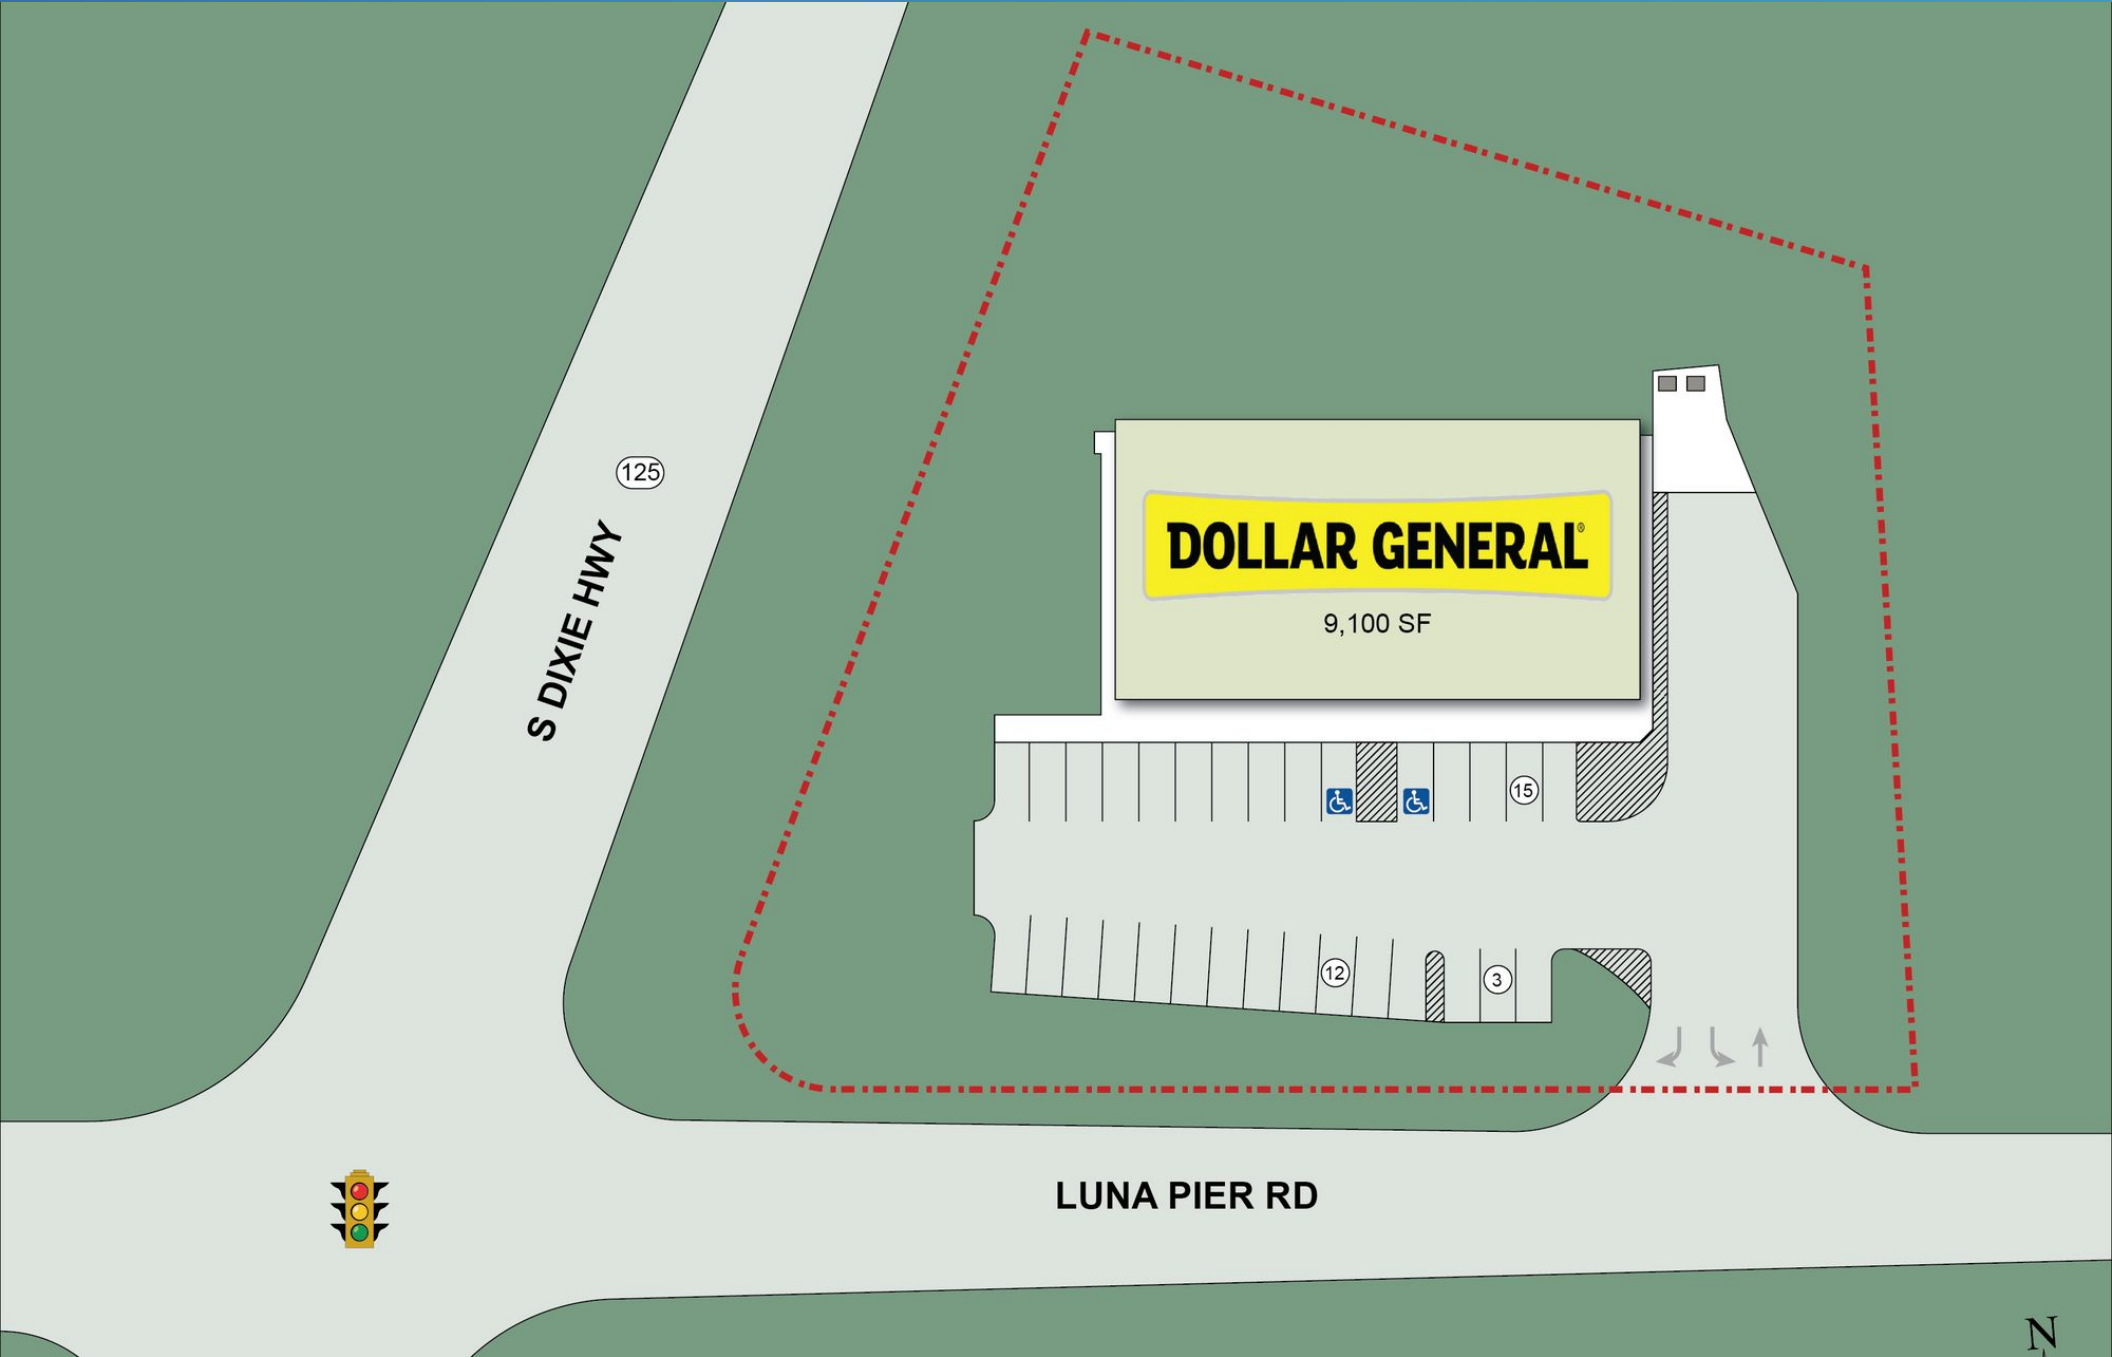 125
S DIXIE HWY
DOLLAR GENERAL®
9,100 SF
15
12
3
LUNA PIER RD
N